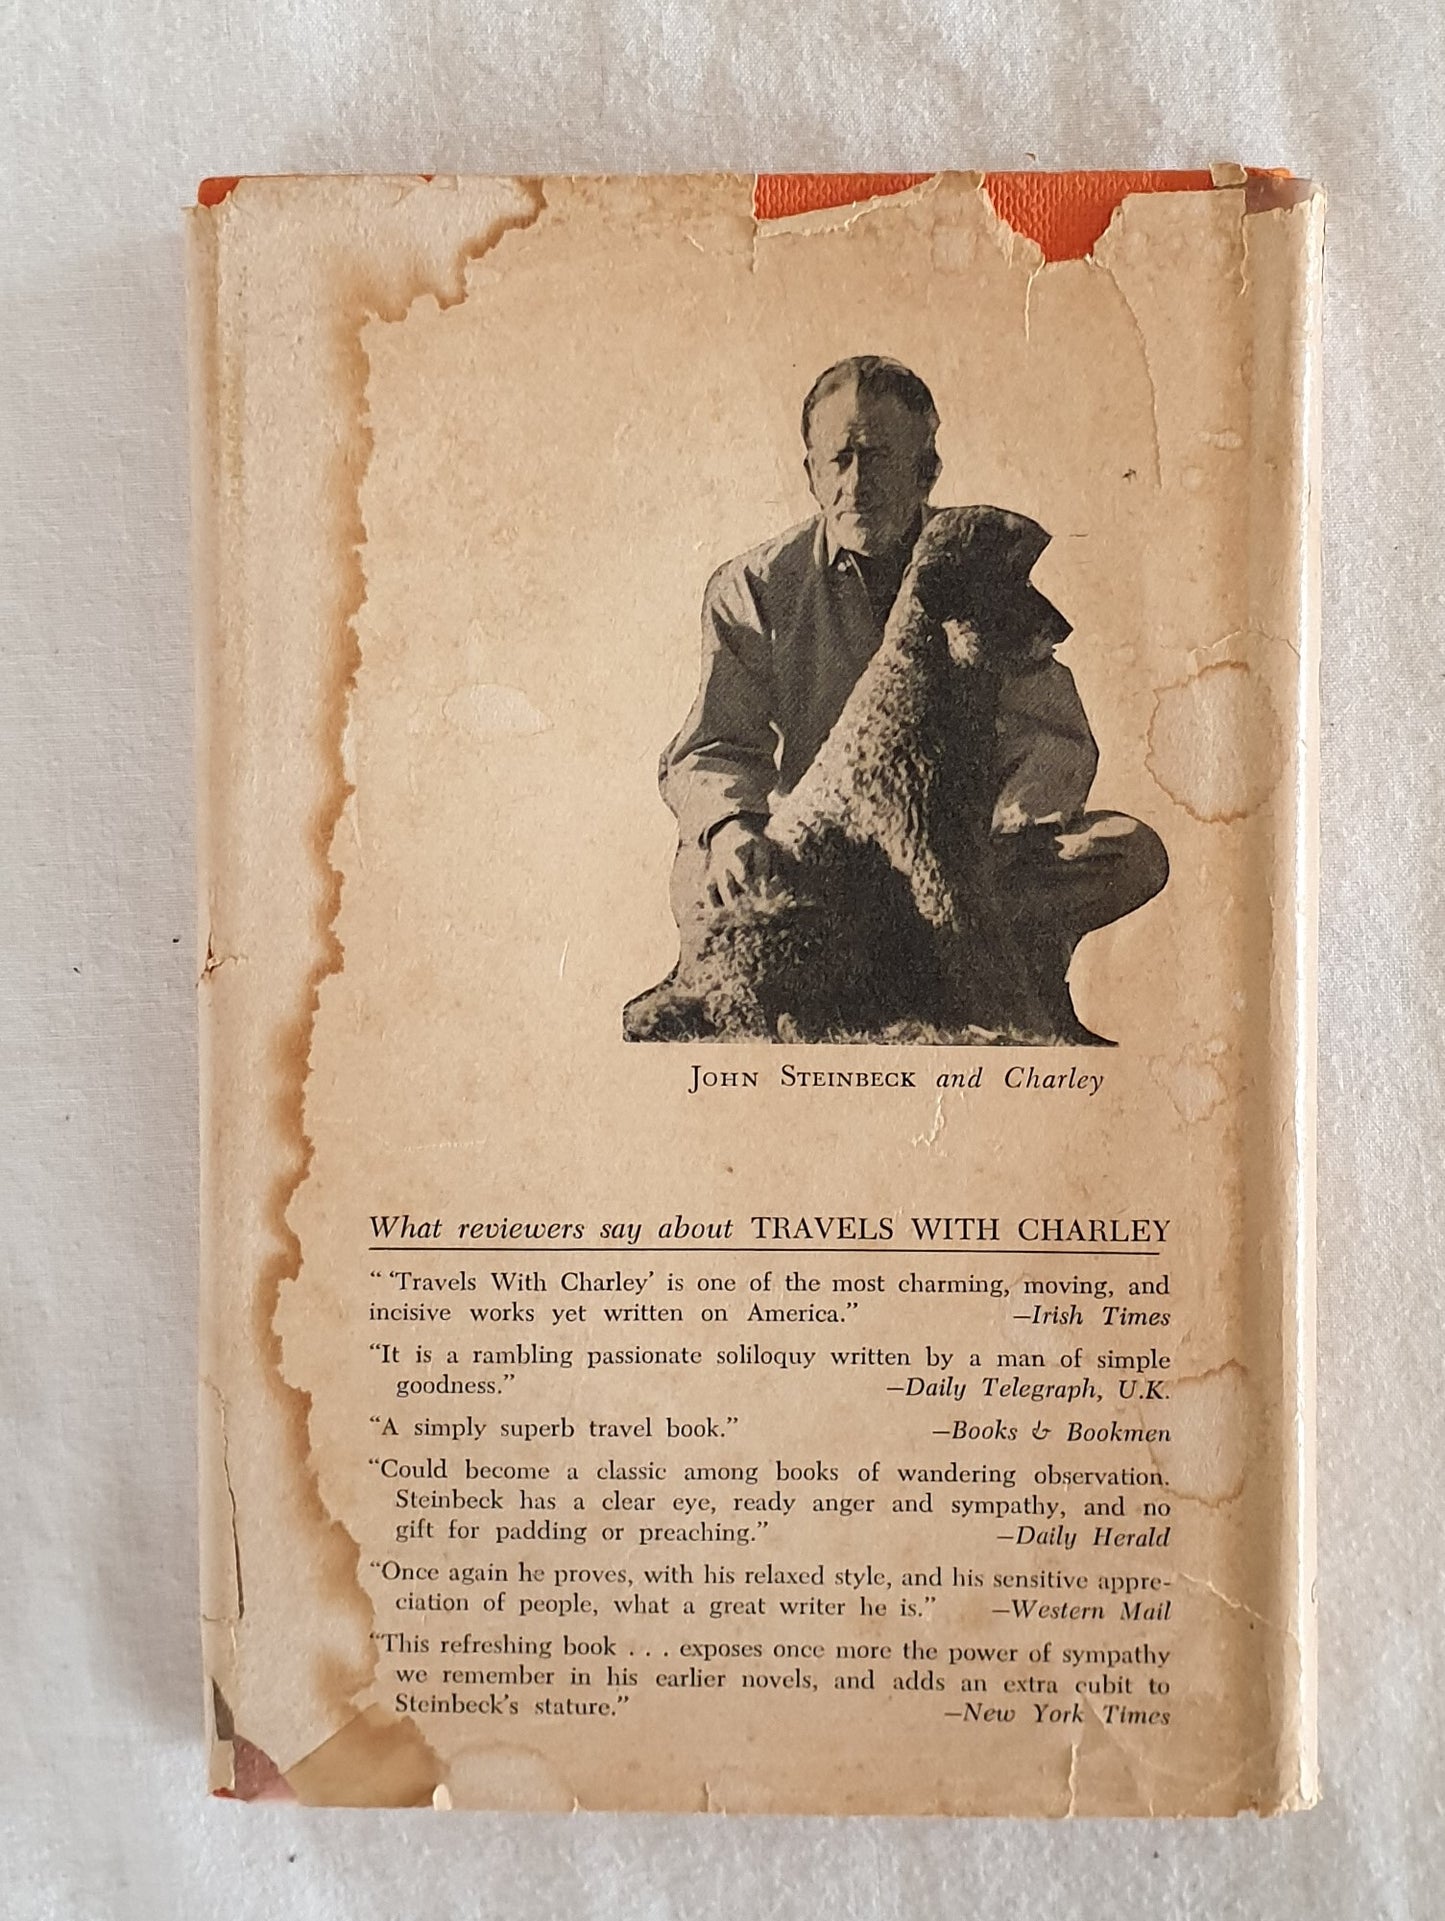 JOHN STEINBECK and Charley
What reviewers say about TRAVELS WITH CHARLEY
“ ‘Travels With Charley’ is one of the most charming, moving, and
incisive works yet written on America.” —Irish Times
“It is a rambling passionate soliloquy written by a man of simple
goodness.” —Daily Telegraph, U.K.
“A simply superb travel book.” —Books & Bookmen
“Could become a classic among books of wandering observation.
Steinbeck has a clear eye, ready anger and sympathy, and no
gift for padding or preaching.” —Daily Herald
“Once again he proves, with his relaxed style, and his sensitive appre-
ciation of people, what a great writer he is.” —Western Mail
“This refreshing book . . . exposes once more the power of sympathy
we remember in his earlier novels, and adds an extra cubit to
Steinbeck’s stature.” —New York Times